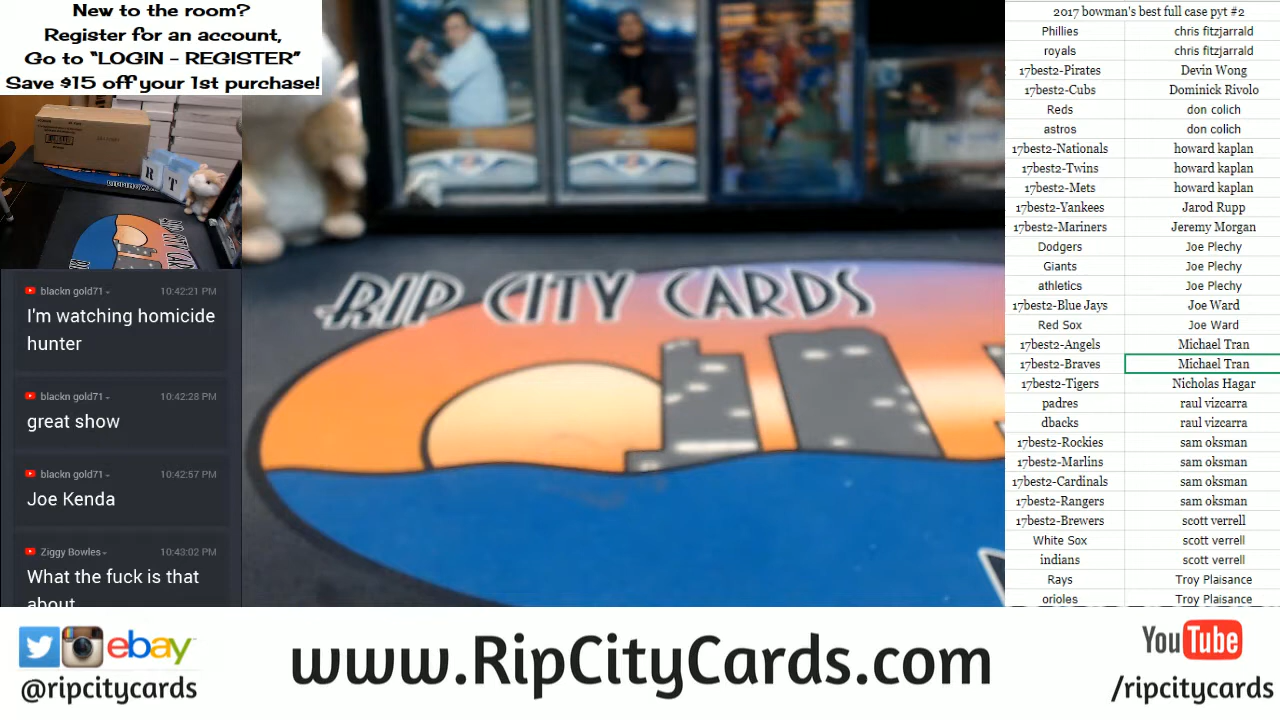 New to the room?
Register for an account,
Go to “LOGIN - REGISTER”
Save $15 off your 1st purchase!
R T
RIP CITY CARDS
RIP CITY CARDS
blackn gold71
10:42:21 PM
I'm watching homicide
hunter
blackn gold71
10:42:28 PM
great show
blackn gold71
10:42:57 PM
Joe Kenda
Ziggy Bowles
10:43:02 PM
What the fuck is that
about
2017 bowman's best full case pyt #2
Phillies chris fitzjarrald
royals chris fitzjarrald
17best2-Pirates Devin Wong
17best2-Cubs Dominick Rivolo
Reds don colich
astros don colich
17best2-Nationals howard kaplan
17best2-Twins howard kaplan
17best2-Mets howard kaplan
17best2-Yankees Jarod Rupp
17best2-Mariners Jeremy Morgan
Dodgers Joe Plechy
Giants Joe Plechy
athletics Joe Plechy
17best2-Blue Jays Joe Ward
Red Sox Joe Ward
17best2-Angels Michael Tran
17best2-Braves Michael Tran
17best2-Tigers Nicholas Hagar
padres raul vizcarra
dbacks raul vizcarra
17best2-Rockies sam oksman
17best2-Marlins sam oksman
17best2-Cardinals sam oksman
17best2-Rangers sam oksman
17best2-Brewers scott verrell
White Sox scott verrell
indians scott verrell
Rays Troy Plaisance
orioles Troy Plaisance
ebay
@ripcitycards
www.RipCityCards.com
You Tube
/ripcitycards